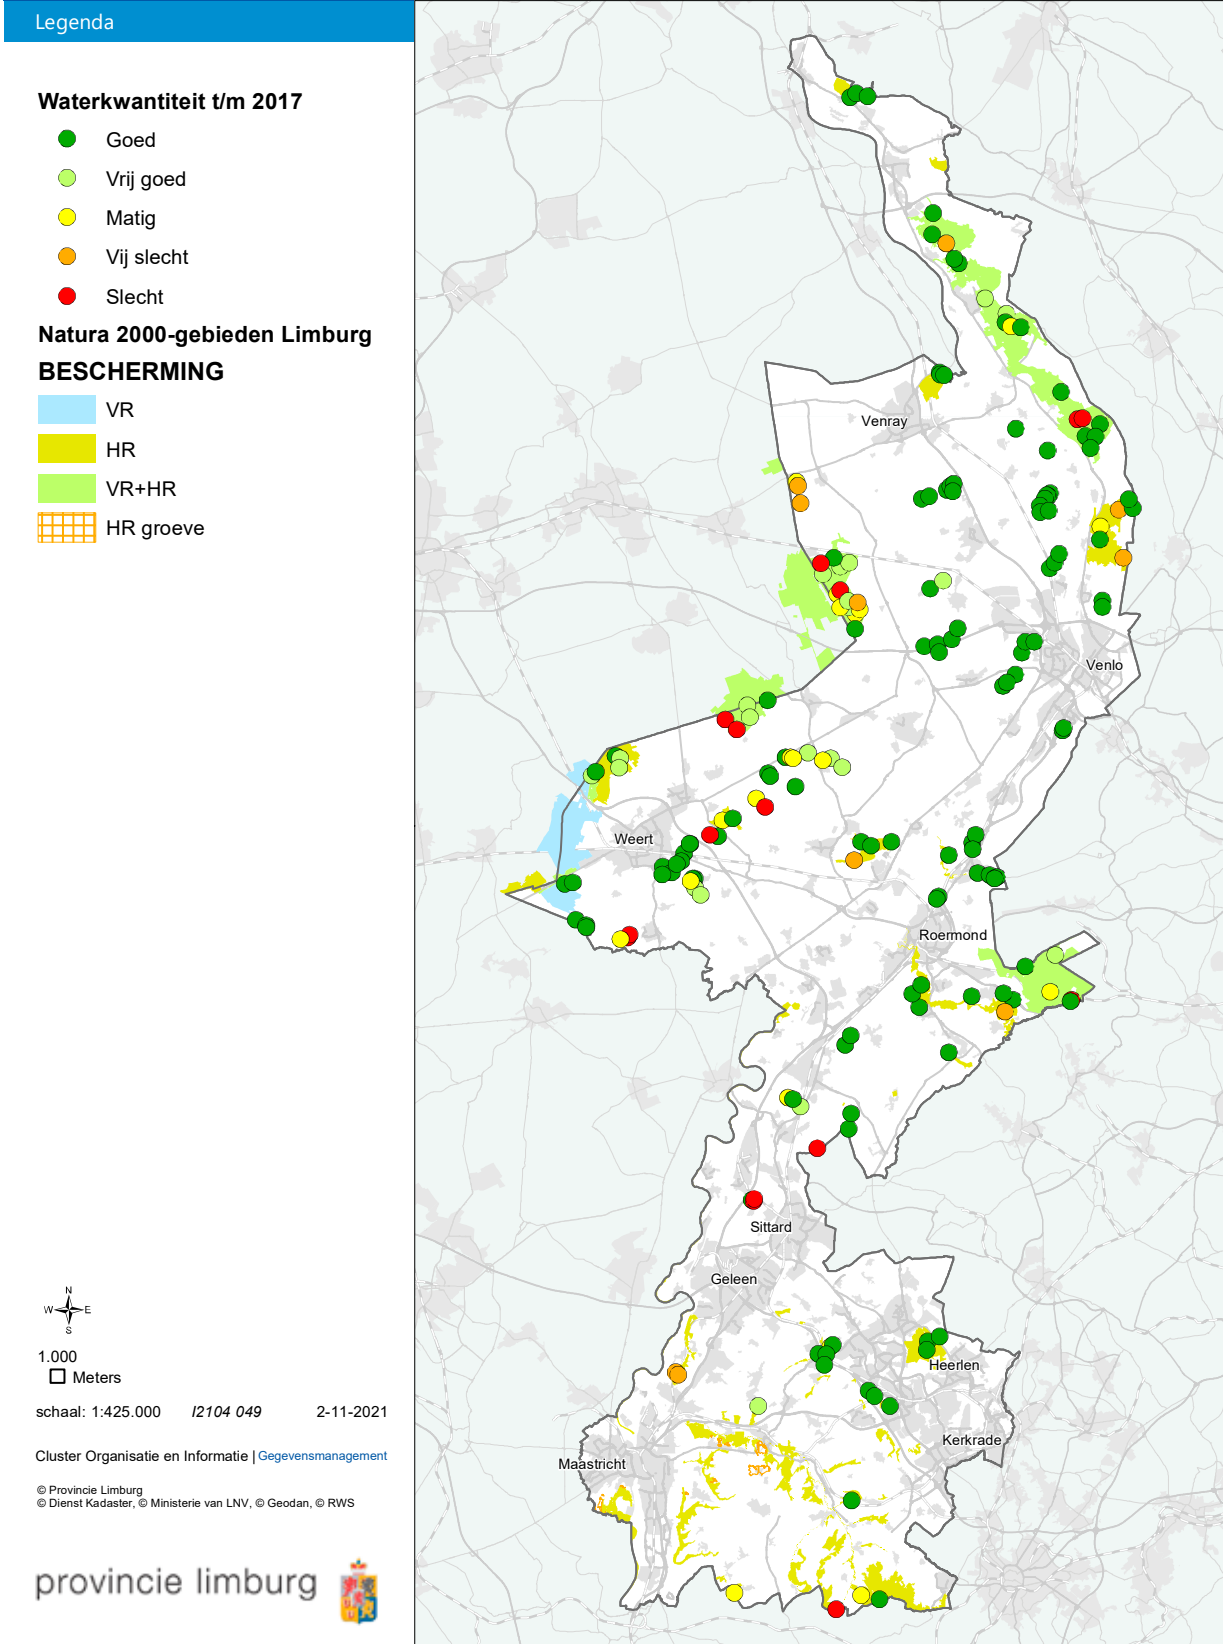 Legenda
Waterkwantiteit t/m 2017
Goed
Vrij goed
Matig
Vij slecht
Slecht
Natura 2000-gebieden Limburg
BESCHERMING
VR
HR
VR+HR
HR groeve
N
W E
S
1.000
Meters
schaal: 1:425.000 I2104 049 2-11-2021
Cluster Organisatie en Informatie | Gegevensmanagement
© Provincie Limburg
© Dienst Kadaster, © Ministerie van LNV, © Geodan, © RWS
provincie limburg
Venray
Venlo
Weert
Roermond
Sittard
Geleen
Heerlen
Kerkrade
Maastricht